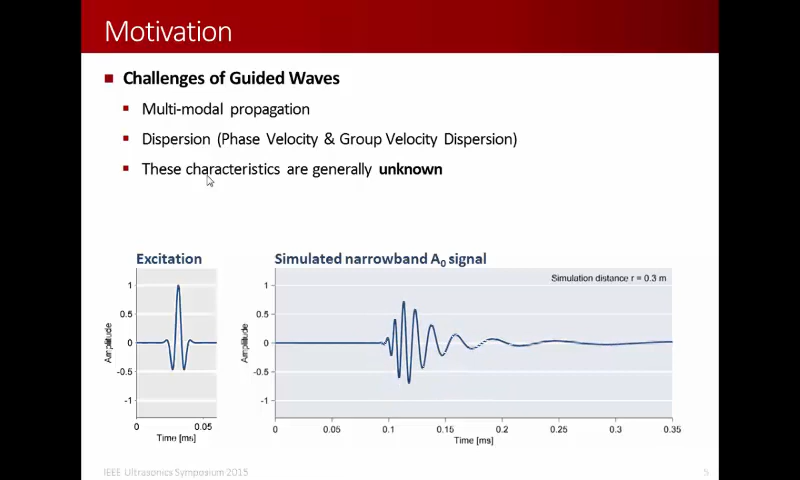 Motivation
Challenges of Guided Waves
Multi-modal propagation
Dispersion (Phase Velocity & Group Velocity Dispersion)
These characteristics are generally unknown
Excitation
Simulated narrowband A0 signal
Simulation distance r = 0.3 m
Amplitude
1
0.5
0
-0.5
-1
0
0.05
Time [ms]
Amplitude
1
0.5
0
-0.5
-1
0
0.05
0.1
0.15
0.2
0.25
0.3
0.35
Time [ms]
IEEE Ultrasonics Symposium 2015
5